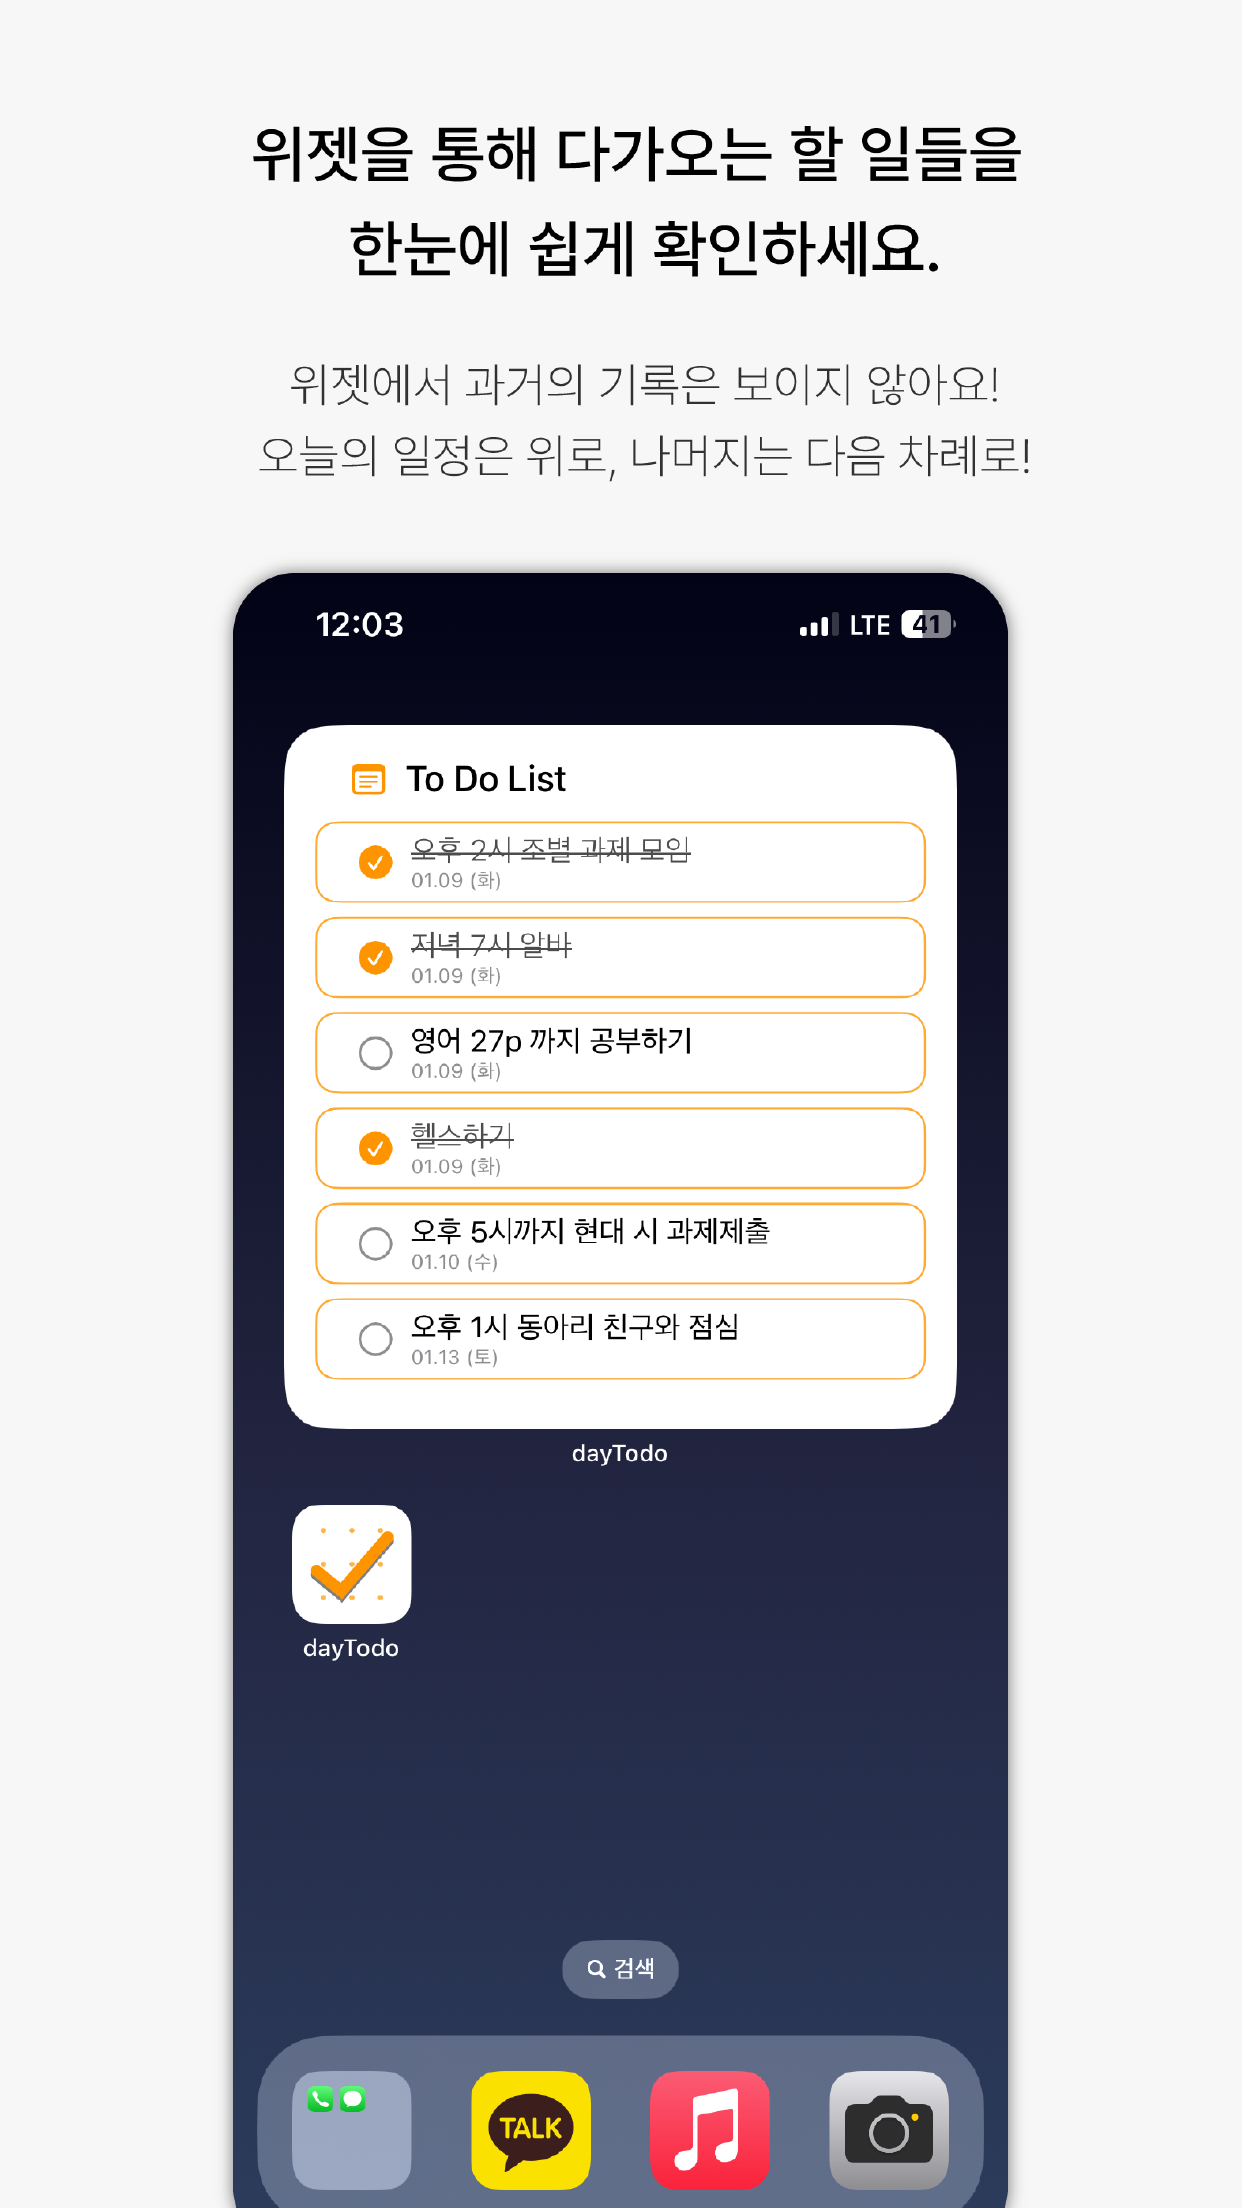 위젯을 통해 다가오는 할 일들을
한눈에 쉽게 확인하세요.
위젯에서 과거의 기록은 보이지 않아요!
오늘의 일정은 위로, 나머지는 다음 차례로!
12:03 LTE 41
To Do List
오후 2시 조별 과제 모임
01.09 (화)
저녁 7시 알바
01.09 (화)
영어 27p 까지 공부하기
01.09 (화)
헬스하기
01.09 (화)
오후 5시까지 현대 시 과제제출
01.10 (수)
오후 1시 동아리 친구와 점심
01.13 (토)
dayTodo
dayTodo
검색
TALK